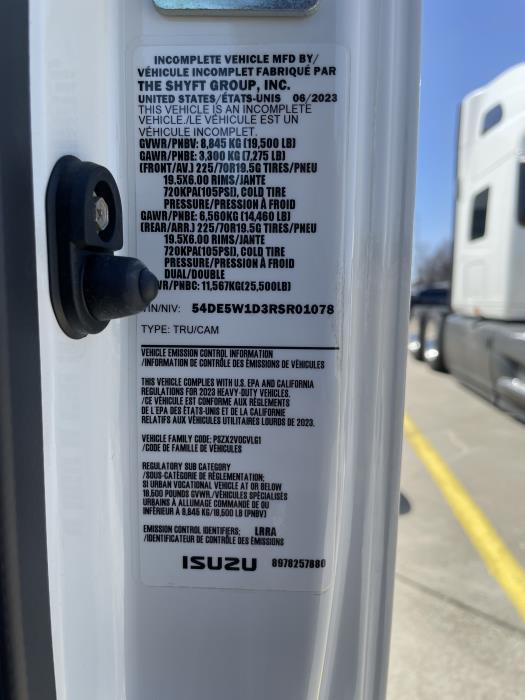 INCOMPLETE VEHICLE MFD BY/
VÉHICULE INCOMPLET FABRIQUÉ PAR
THE SHYFT GROUP, INC.
UNITED STATES/ÉTATS-UNIS 06/2023
THIS VEHICLE IS AN INCOMPLETE
VEHICLE./LE VÉHICULE EST UN
VÉHICULE INCOMPLET.
GVWR/PNBV: 8,845 KG (19,500 LB)
GAWR/PNBE: 3,300 KG (7,275 LB)
(FRONT/AV.) 225/70R19.5G TIRES/PNEU
19.5X6.00 RIMS/JANTE
720KPA(105PSI), COLD TIRE
PRESSURE/PRESSION À FROID
GAWR/PNBE: 6,560KG (14,460 LB)
(REAR/ARR.) 225/70R19.5G TIRES/PNEU
19.5X6.00 RIMS/JANTE
720KPA(105PSI), COLD TIRE
PRESSURE/PRESSION À FROID
DUAL/DOUBLE
WR/PNBC: 11,567KG(25,500LB)
VIN/NIV: 54DE5W1D3RSR01078
TYPE: TRU/CAM
VEHICLE EMISSION CONTROL INFORMATION
/INFORMATION DE CONTRÔLE DES ÉMISSIONS DE VÉHICULES
THIS VEHICLE COMPLIES WITH U.S. EPA AND CALIFORNIA
REGULATIONS FOR 2023 HEAVY-DUTY VEHICLES.
/CE VÉHICULE EST CONFORME AUX RÈGLEMENTS
DE L'EPA DES ÉTATS-UNIS ET DE LA CALIFORNIE
RELATIFS AUX VÉHICULES UTILITAIRES LOURDS DE 2023.
VEHICLE FAMILY CODE: PSZX2VOCVLG1
/CODE DE FAMILLE DE VÉHICULES
REGULATORY SUB CATEGORY
/SOUS-CATÉGORIE DE RÉGLEMENTATION:
SI URBAN VOCATIONAL VEHICLE AT OR BELOW
19,500 POUNDS GVWR/VÉHICULES SPÉCIALISÉS
URBAINS À ALLUMAGE COMMANDÉ DE OU
INFÉRIEUR À 8,845 KG/19,500 LB (PNBV)
EMISSION CONTROL IDENTIFIERS: LRRA
/IDENTIFICATEUR DE CONTRÔLE DES ÉMISSIONS
ISUZU 8978257880